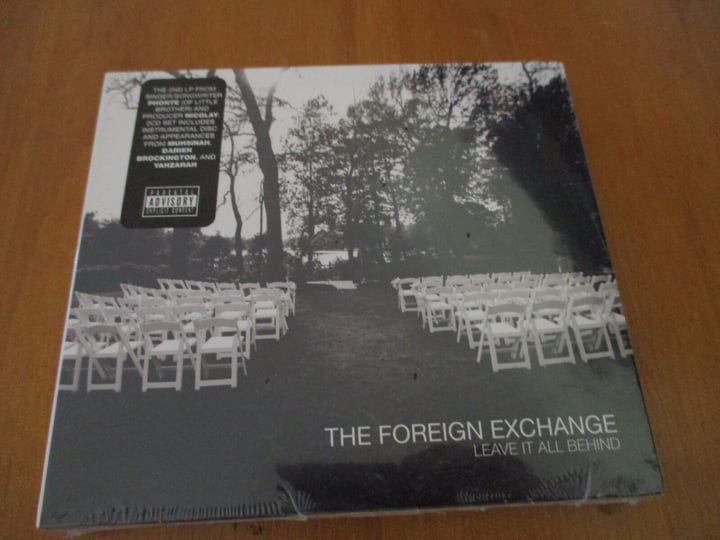 THE 2ND LP FROM
SINGER/SONGWRITER
PHONTE (OF LITTLE
BROTHER) AND
PRODUCER NICOLAY.
2CD SET INCLUDES
INSTRUMENTAL DISC
AND APPEARANCES
FROM MUHSINAH,
DARIEN
BROCKINGTON, AND
YAHZARAH
PARENTAL
ADVISORY
EXPLICIT CONTENT
THE FOREIGN EXCHANGE
LEAVE IT ALL BEHIND